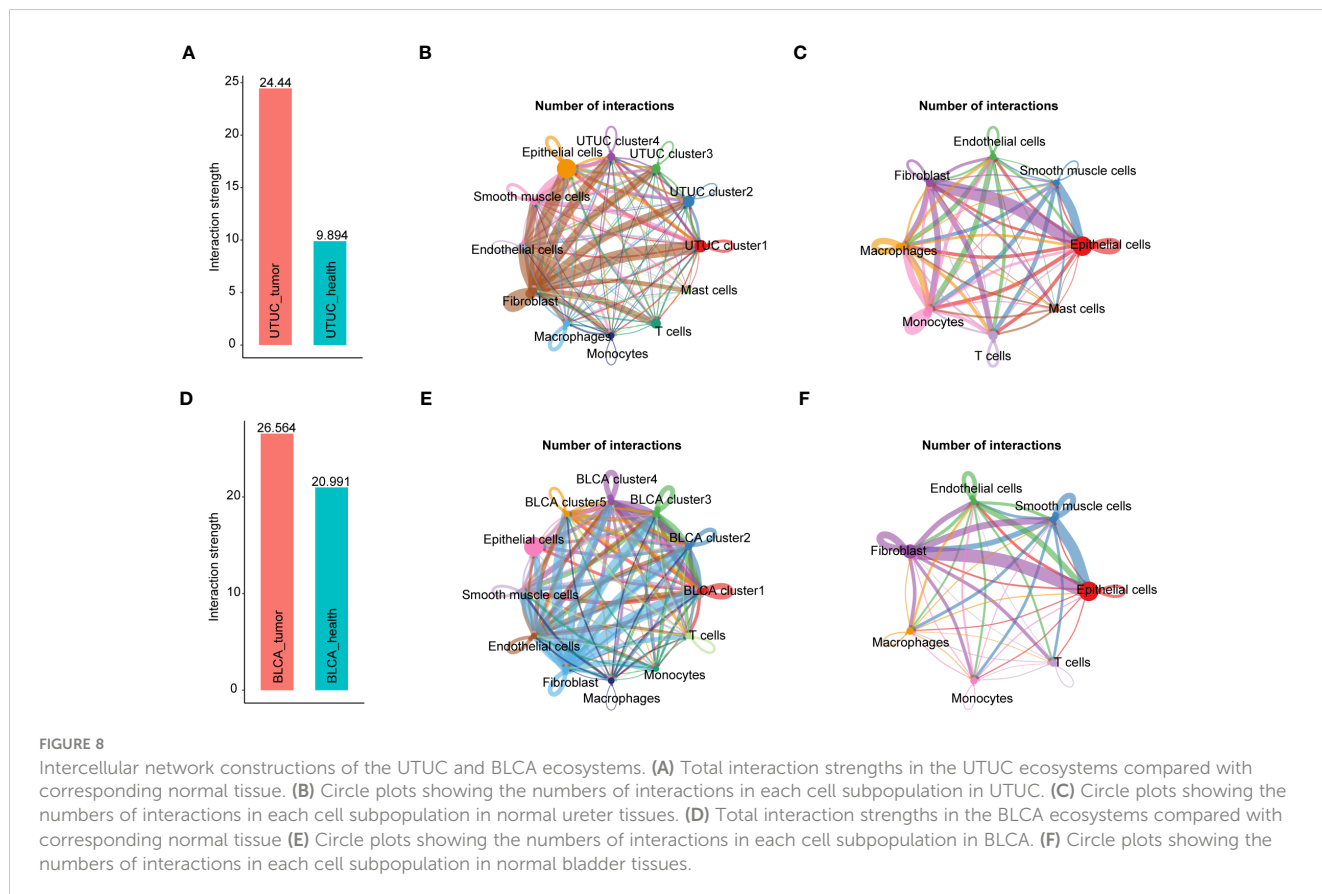 A
Interaction strength
25
20
15
10
5
0
24.44
9.894
UTUC_tumor
UTUC_health
B
Number of interactions
UTUC cluster4
Epithelial cells
UTUC cluster3
Smooth muscle cells
UTUC cluster2
Endothelial cells
UTUC cluster1
Fibroblast
Mast cells
Macrophages
T cells
Monocytes
C
Number of interactions
Endothelial cells
Fibroblast
Smooth muscle cells
Macrophages
Epithelial cells
Monocytes
Mast cells
T cells
D
Interaction strength
20
10
0
26.564
20.991
BLCA_tumor
BLCA_health
E
Number of interactions
BLCA cluster4
BLCA cluster5
BLCA cluster3
Epithelial cells
BLCA cluster2
Smooth muscle cells
BLCA cluster1
Endothelial cells
T cells
Fibroblast
Monocytes
Macrophages
F
Number of interactions
Endothelial cells
Smooth muscle cells
Fibroblast
Epithelial cells
Macrophages
T cells
Monocytes
FIGURE 8
Intercellular network constructions of the UTUC and BLCA ecosystems. (A) Total interaction strengths in the UTUC ecosystems compared with
corresponding normal tissue. (B) Circle plots showing the numbers of interactions in each cell subpopulation in UTUC. (C) Circle plots showing the
numbers of interactions in each cell subpopulation in normal ureter tissues. (D) Total interaction strengths in the BLCA ecosystems compared with
corresponding normal tissue (E) Circle plots showing the numbers of interactions in each cell subpopulation in BLCA. (F) Circle plots showing the
numbers of interactions in each cell subpopulation in normal bladder tissues.